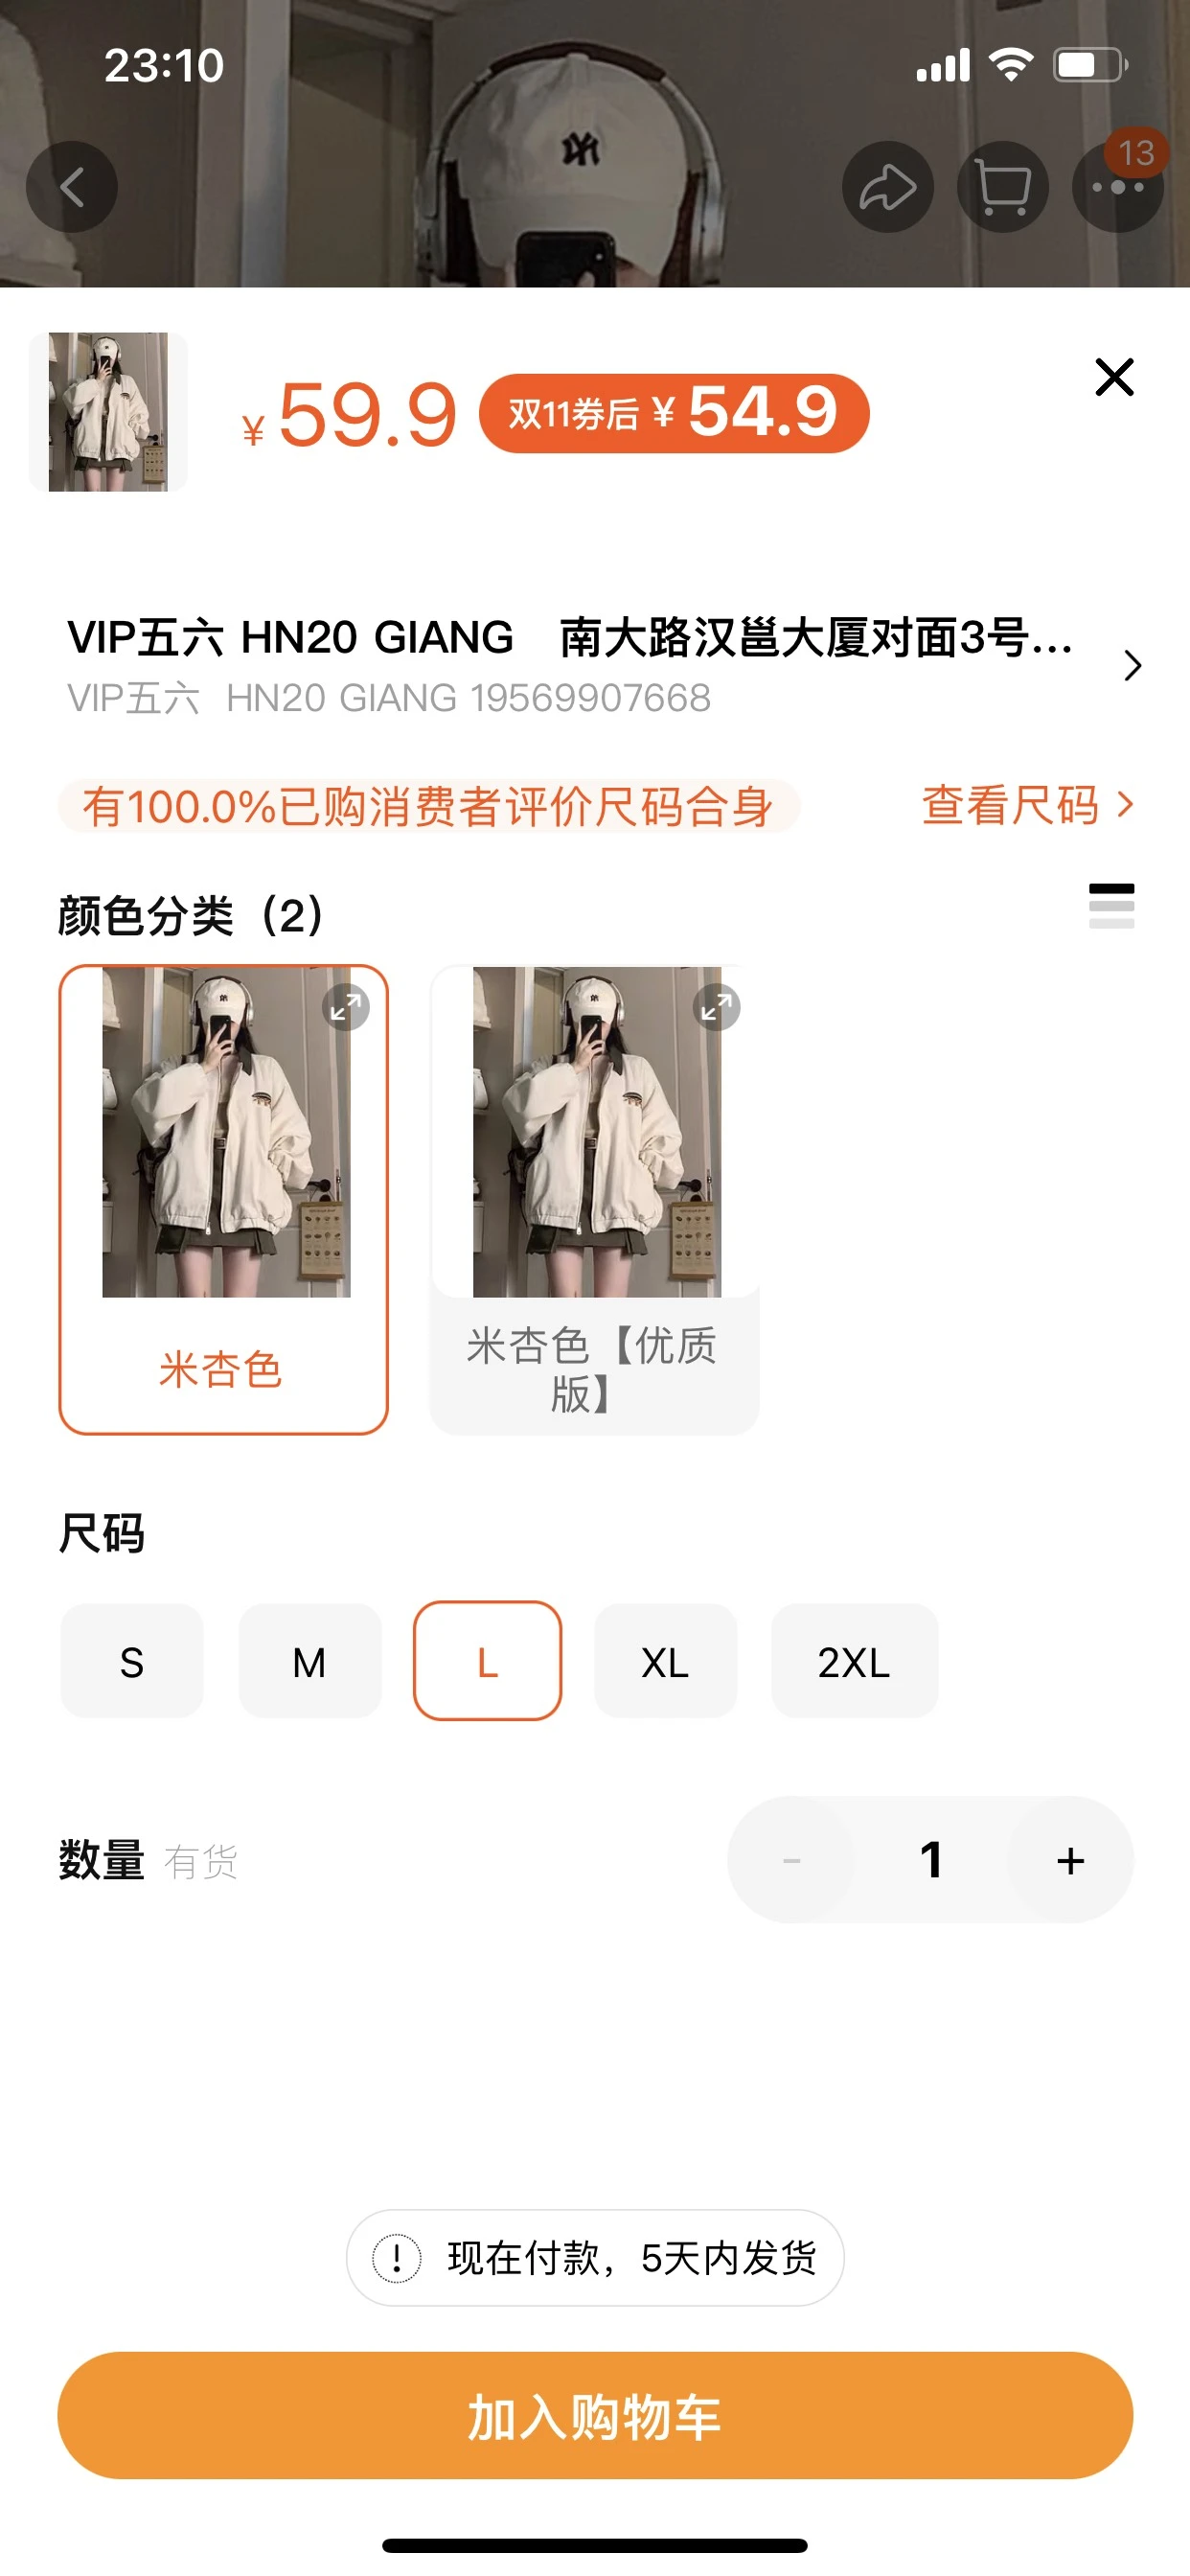 23:10
13
¥59.9 双11券后¥54.9
VIP五六 HN20 GIANG 南大路汉邕大厦对面3号...
VIP五六 HN20 GIANG 19569907668
有100.0%已购消费者评价尺码合身 查看尺码
颜色分类（2）
米杏色
米杏色【优质
版】
尺码
S M L XL 2XL
数量 有货 - 1 +
! 现在付款，5天内发货
加入购物车